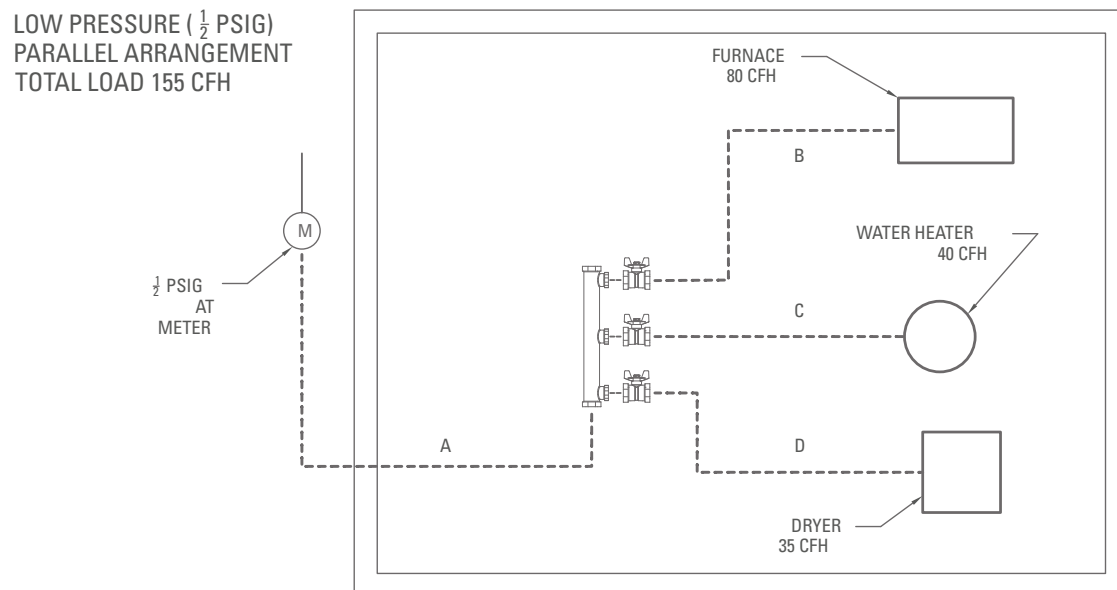 LOW PRESSURE ( 1/2 PSIG)
PARALLEL ARRANGEMENT
TOTAL LOAD 155 CFH
FURNACE
80 CFH
B
M
WATER HEATER
40 CFH
1/2 PSIG
AT
METER
C
A
D
DRYER
35 CFH